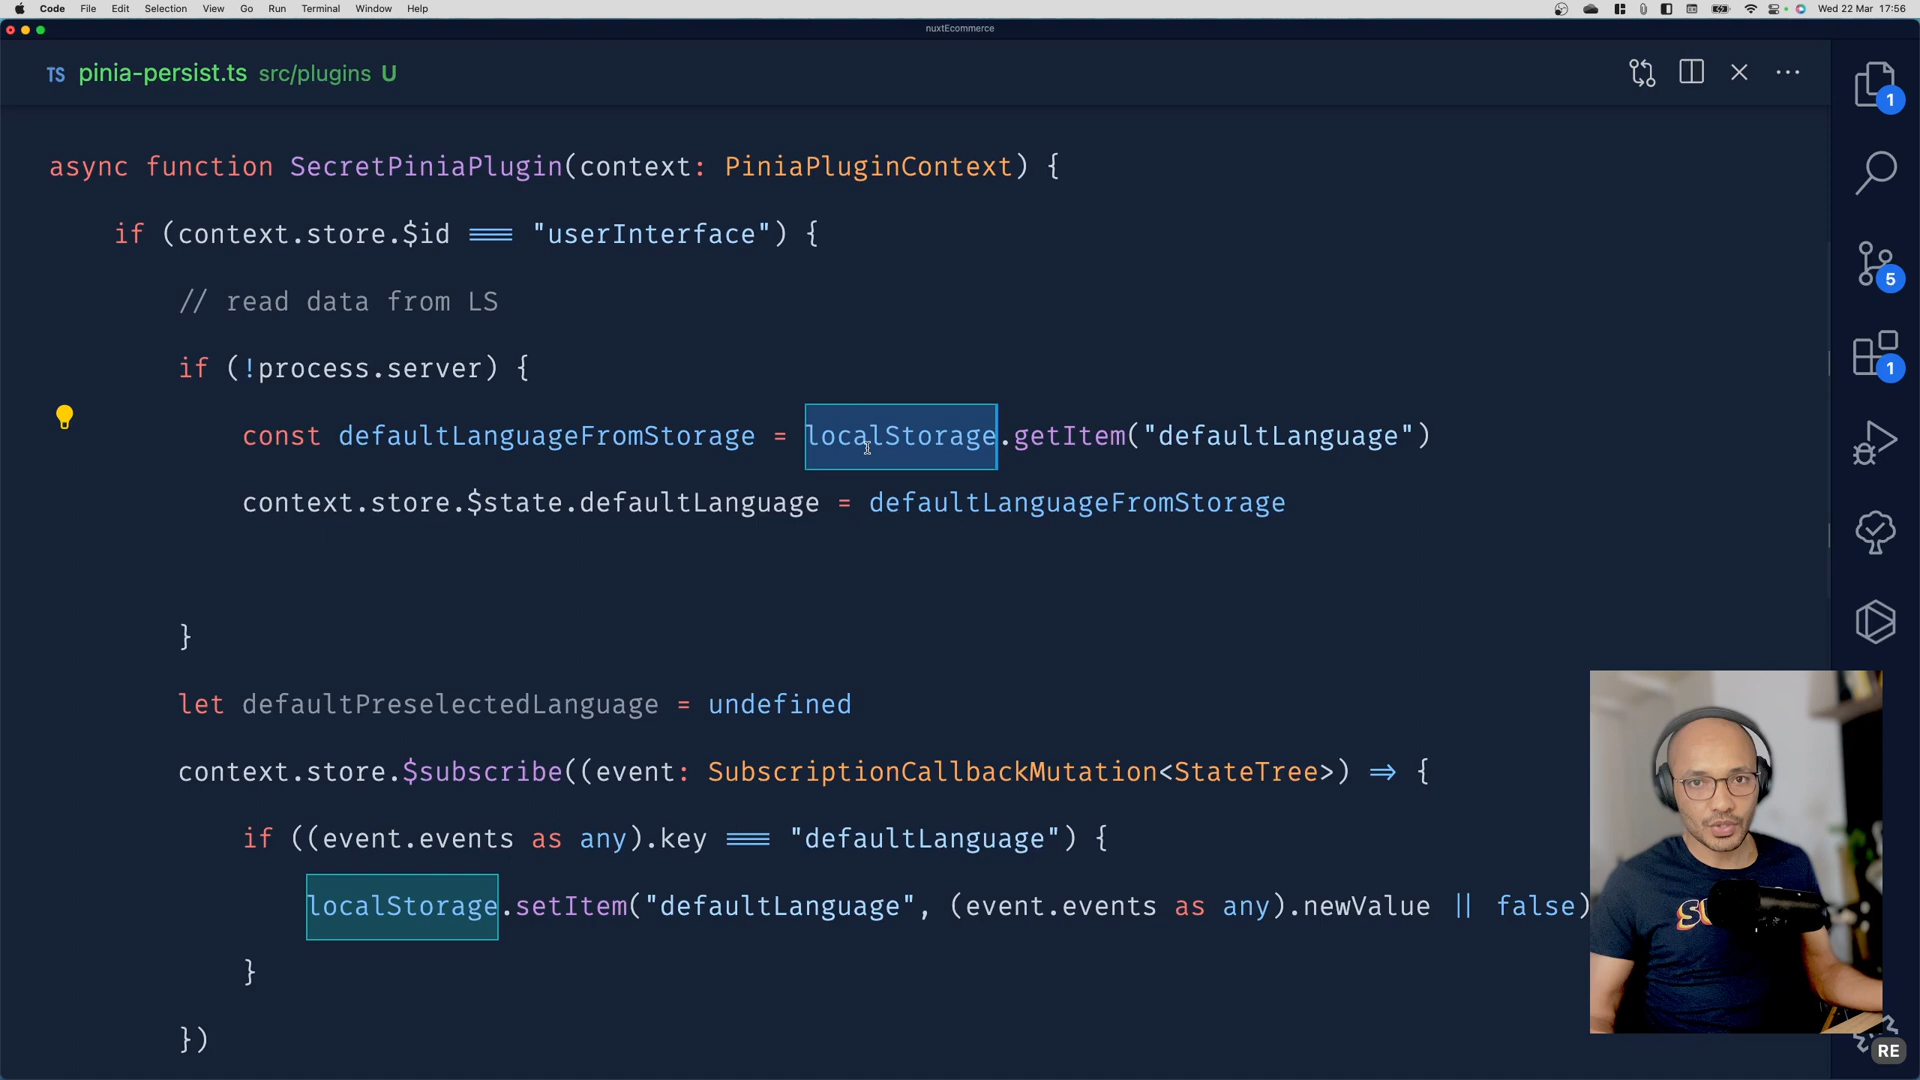 Code File Edit Selection View Go Run Terminal Window Help Wed 22 Mar 17:56
nuxtEcommerce
TS pinia-persist.ts src/plugins U
async function SecretPiniaPlugin(context: PiniaPluginContext) {
if (context.store.$id === "userInterface") {
// read data from LS
if (!process.server) {
const defaultLanguageFromStorage = localStorage.getItem("defaultLanguage")
context.store.$state.defaultLanguage = defaultLanguageFromStorage
}
let defaultPreselectedLanguage = undefined
context.store.$subscribe((event: SubscriptionCallbackMutation<StateTree>) => {
if ((event.events as any).key === "defaultLanguage") {
localStorage.setItem("defaultLanguage", (event.events as any).newValue || false)
}
})
1
5
1
RE